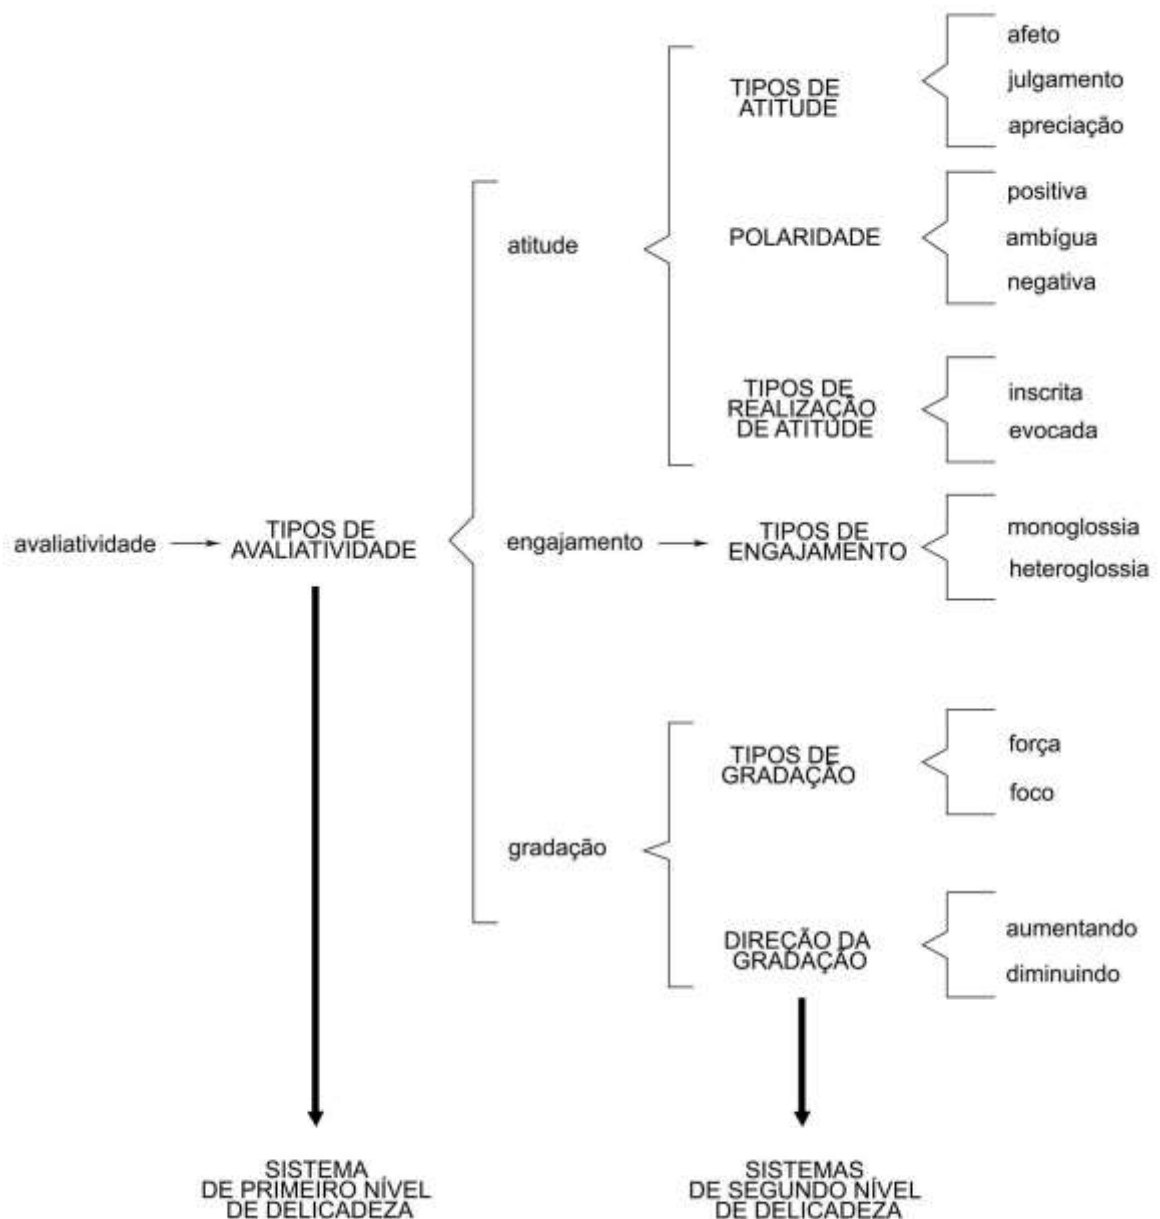 afeto
TIPOS DE
ATITUDE
julgamento
apreciação
positiva
atitude
POLARIDADE
ambígua
negativa
TIPOS DE
REALIZAÇÃO
DE ATITUDE
inscrita
evocada
avaliatividade
TIPOS DE
AVALIATIVIDADE
engajamento
TIPOS DE
ENGAJAMENTO
monoglossia
heteroglossia
gradação
TIPOS DE
GRADAÇÃO
força
foco
DIREÇÃO DA
GRADAÇÃO
aumentando
diminuindo
SISTEMA
DE PRIMEIRO NÍVEL
DE DELICADEZA
SISTEMAS
DE SEGUNDO NÍVEL
DE DELICADEZA